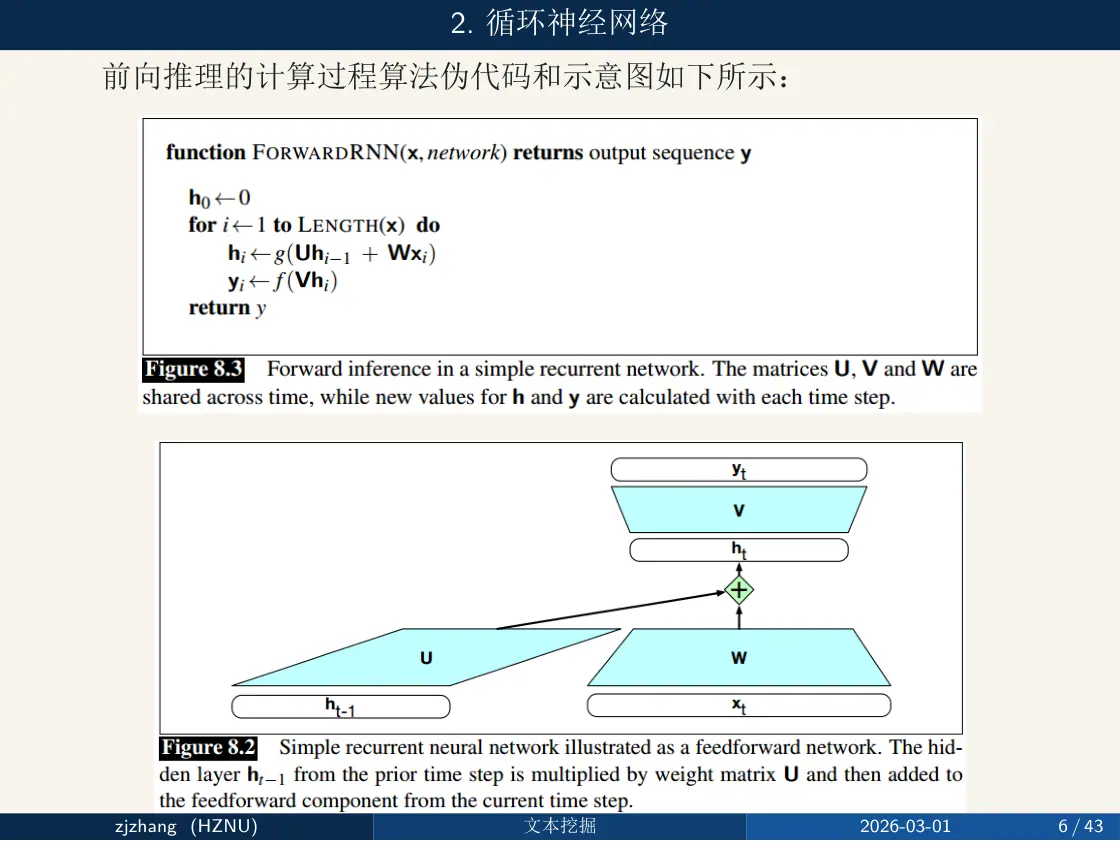 2. 循环神经网络
前向推理的计算过程算法伪代码和示意图如下所示：
function FORWARDRNN(x, network) returns output sequence y
h0 ← 0
for i ← 1 to LENGTH(x) do
hi ← g(Uhi−1 + Wxi)
yi ← f(Vhi)
return y
Figure 8.3 Forward inference in a simple recurrent network. The matrices U, V and W are
shared across time, while new values for h and y are calculated with each time step.
yt
V
ht
+
U
W
ht-1
xt
Figure 8.2 Simple recurrent neural network illustrated as a feedforward network. The hid-
den layer ht−1 from the prior time step is multiplied by weight matrix U and then added to
the feedforward component from the current time step.
zjzhang (HZNU)
文本挖掘
2026-03-01
6 / 43